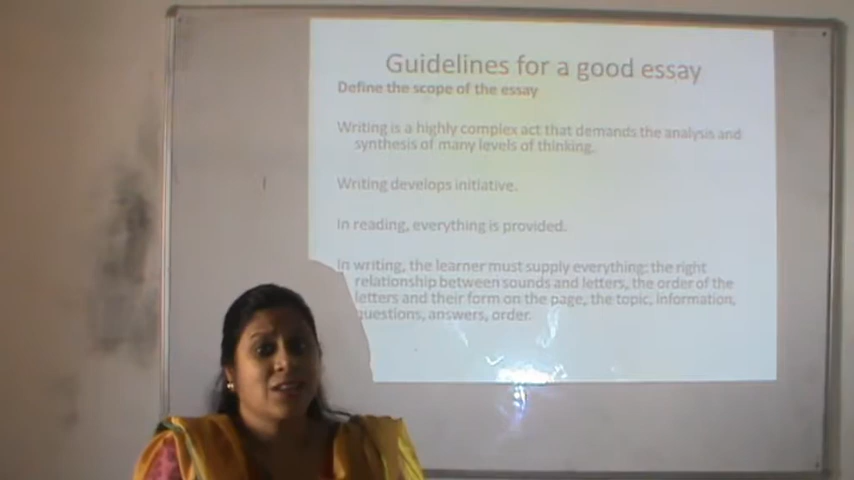 Guidelines for a good essay
Define the scope of the essay
Writing is a highly complex act that demands the analysis and
synthesis of many levels of thinking.
Writing develops initiative.
In reading, everything is provided.
In writing, the learner must supply everything: the right
relationship between sounds and letters, the order of the
letters and their form on the page, the topic, information,
questions, answers, order.